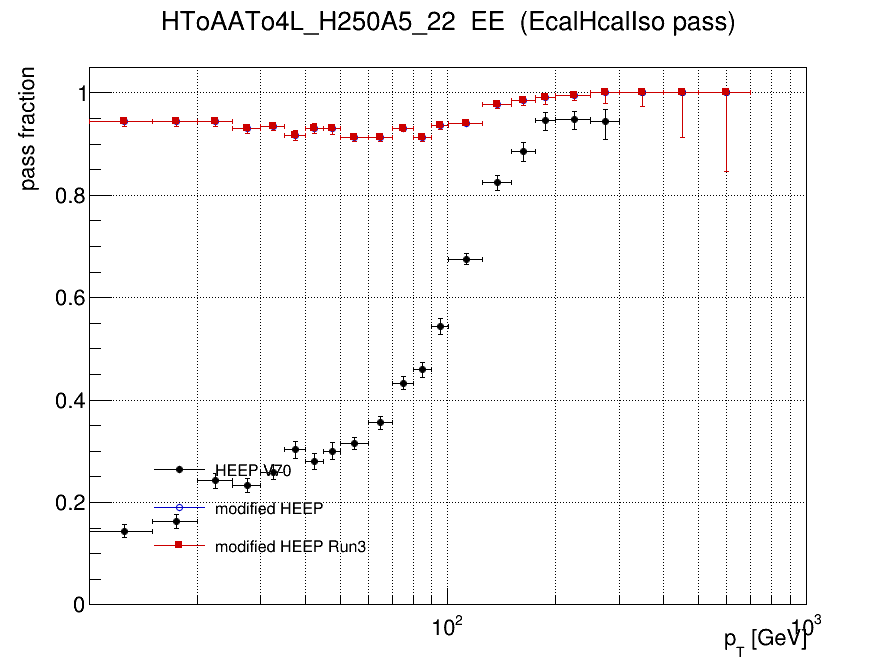 HToAATo4L_H250A5_22 EE (EcalHcalIso pass)
pass fraction
1
0.8
0.6
0.4
0.2
0
HEEP V70
modified HEEP
modified HEEP Run3
10²
10³
p_T [GeV]